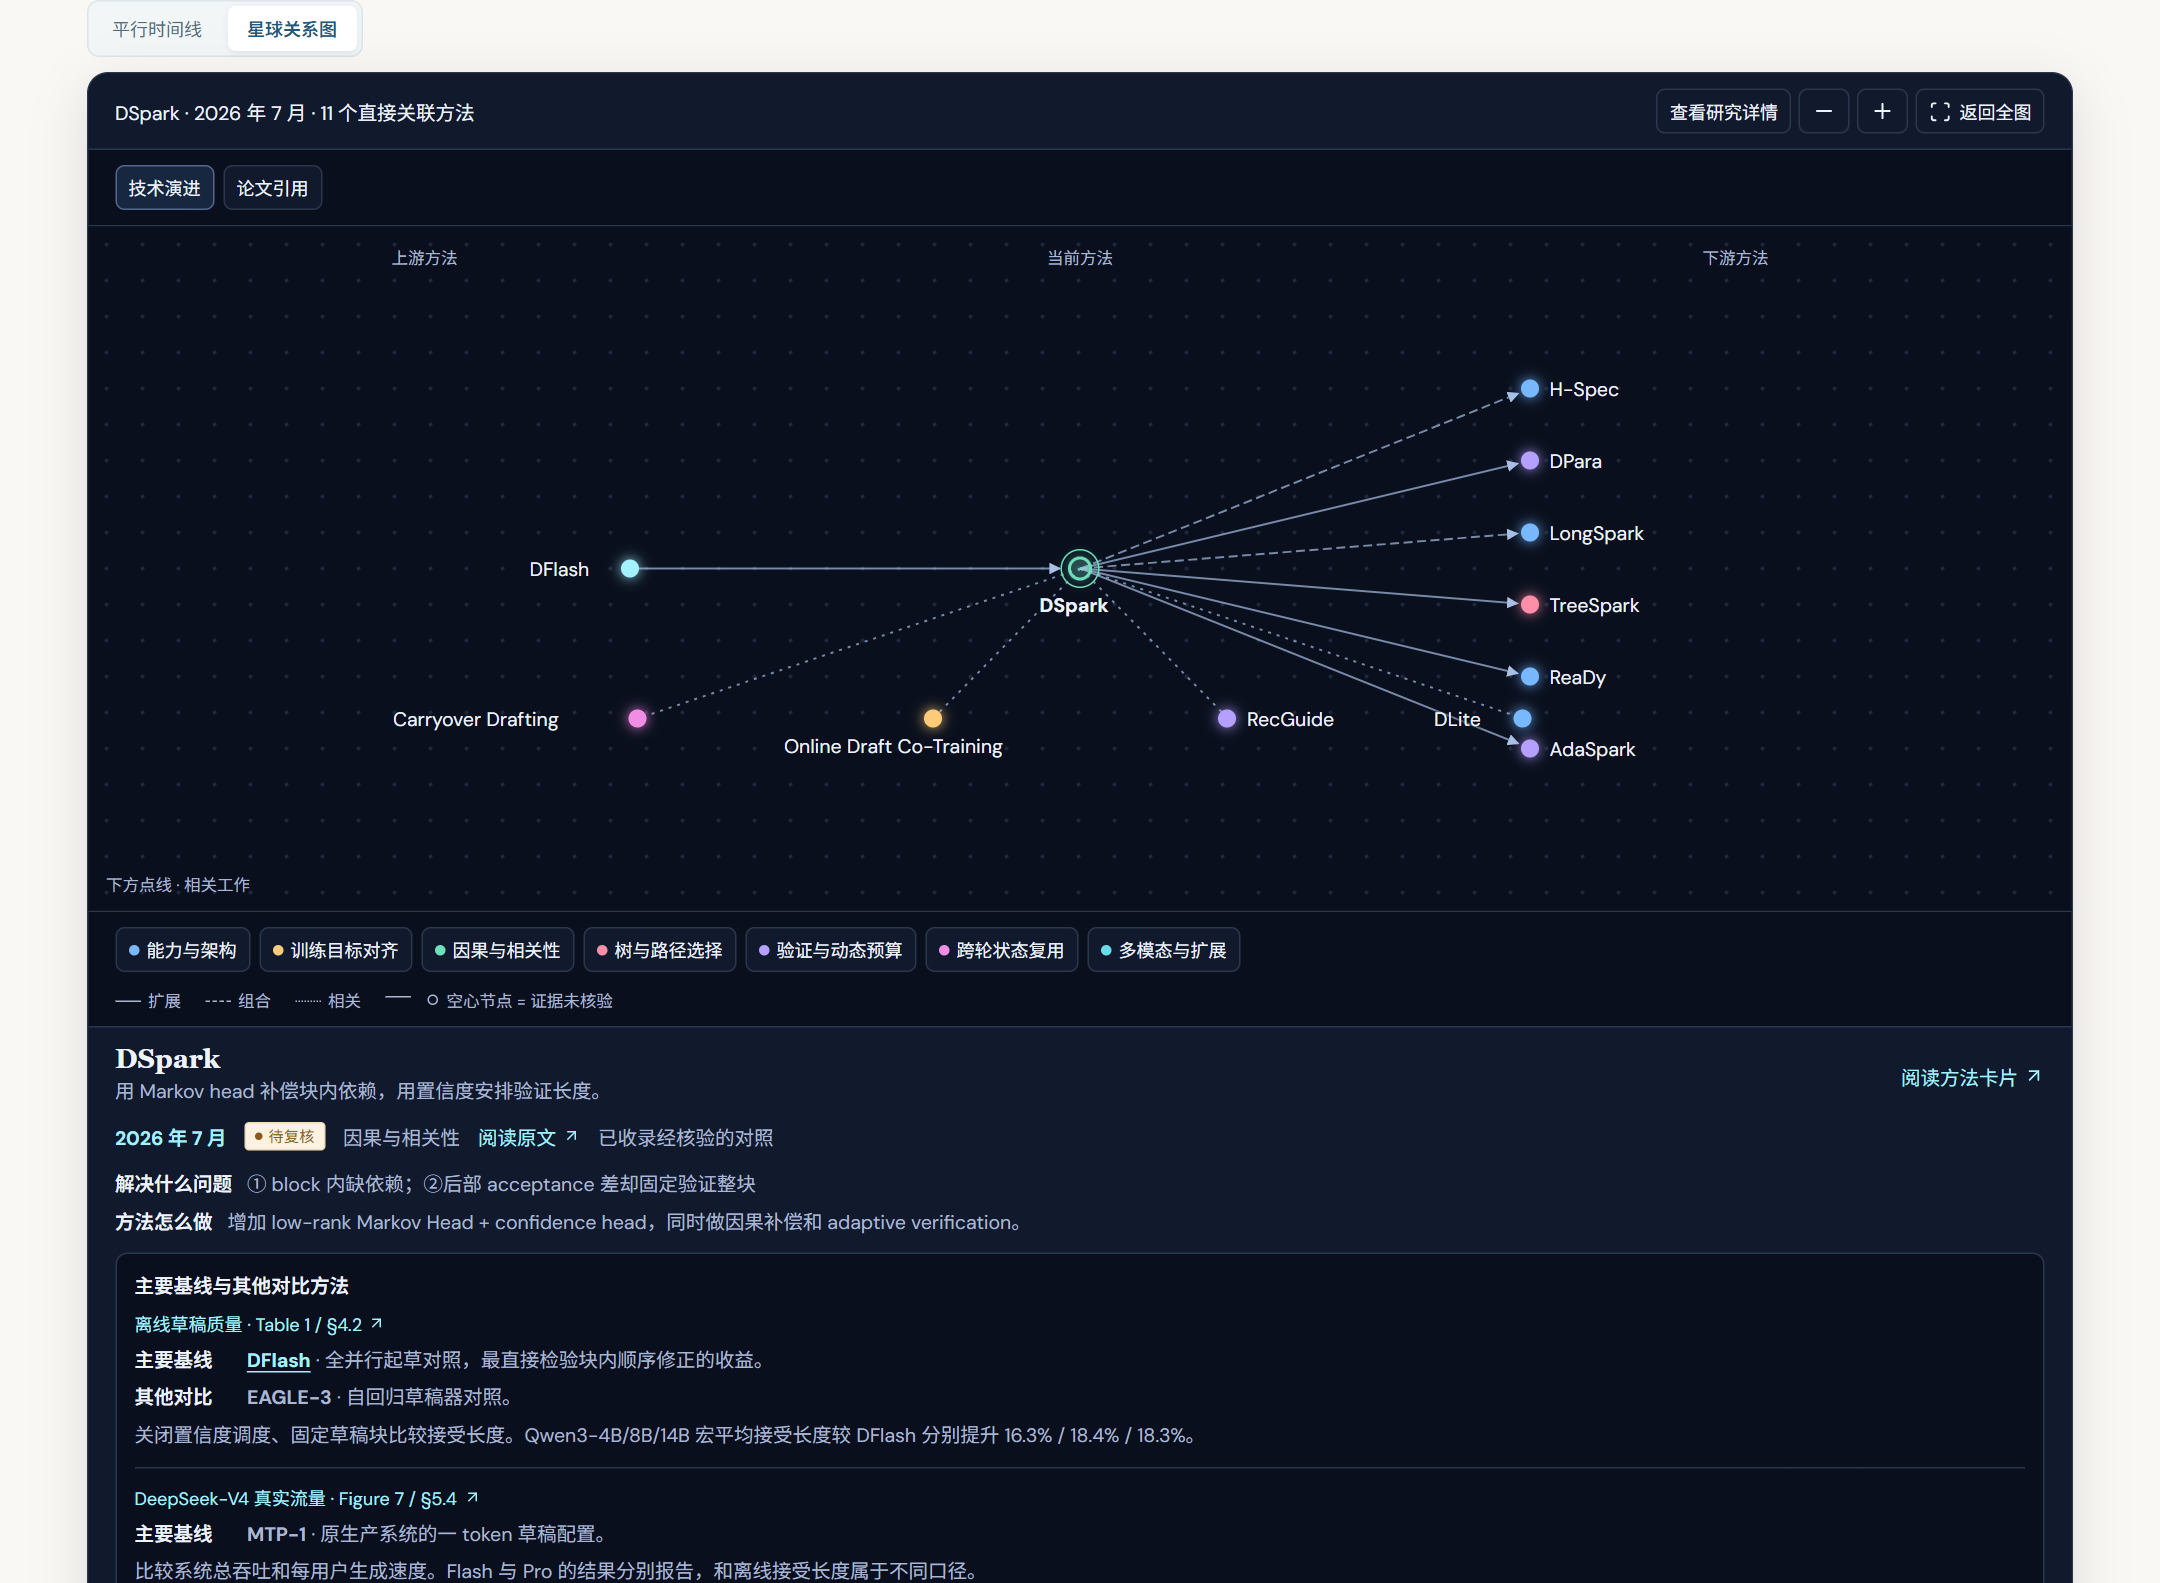 平行时间线
星球关系图
DSpark · 2026 年 7 月 · 11 个直接关联方法
查看研究详情
−
+
返回全图
技术演进
论文引用
上游方法
当前方法
下游方法
H-Spec
DPara
LongSpark
DFlash
DSpark
TreeSpark
ReaDy
Carryover Drafting
RecGuide
DLite
Online Draft Co-Training
AdaSpark
下方点线 · 相关工作
能力与架构
训练目标对齐
因果与相关性
树与路径选择
验证与动态预算
跨轮状态复用
多模态与扩展
扩展
组合
相关
空心节点 = 证据未核验
DSpark
用 Markov head 补偿块内依赖，用置信度安排验证长度。
阅读方法卡片 ↗
2026 年 7 月 待复核 因果与相关性 阅读原文 ↗ 已收录经核验的对照
解决什么问题 ① block 内缺依赖；②后部 acceptance 差却固定验证整块
方法怎么做 增加 low-rank Markov Head + confidence head，同时做因果补偿和 adaptive verification。
主要基线与其他对比方法
离线草稿质量 · Table 1 / §4.2 ↗
主要基线 DFlash · 全并行起草对照，最直接检验块内顺序修正的收益。
其他对比 EAGLE-3 · 自回归草稿器对照。
关闭置信度调度、固定草稿块比较接受长度。Qwen3-4B/8B/14B 宏平均接受长度较 DFlash 分别提升 16.3% / 18.4% / 18.3%。
DeepSeek-V4 真实流量 · Figure 7 / §5.4 ↗
主要基线 MTP-1 · 原生产系统的一 token 草稿配置。
比较系统总吞吐和每用户生成速度。Flash 与 Pro 的结果分别报告，和离线接受长度属于不同口径。